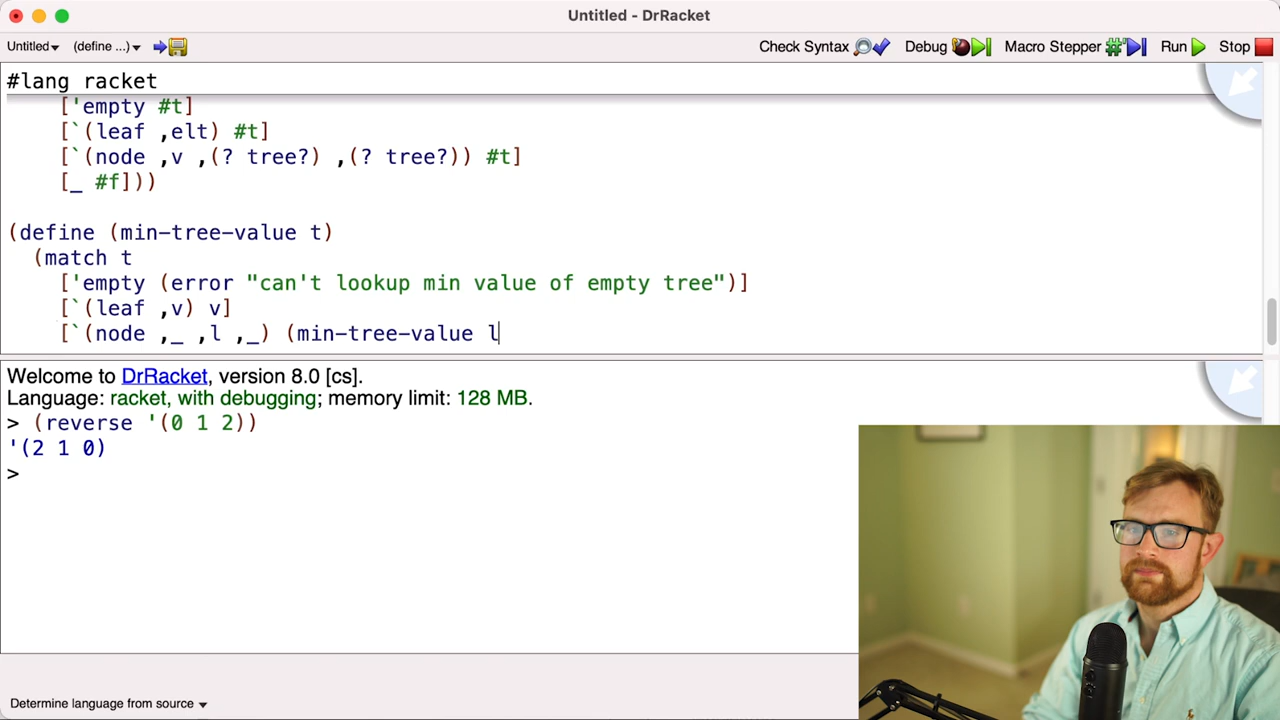 Untitled - DrRacket
Untitled▾ (define ...)▾ Check Syntax Debug Macro Stepper Run Stop
#lang racket
['empty #t]
[`(leaf ,elt) #t]
[`(node ,v ,(? tree?) ,(? tree?)) #t]
[_ #f]))
(define (min-tree-value t)
(match t
['empty (error "can't lookup min value of empty tree")]
[`(leaf ,v) v]
[`(node ,_ ,l ,_) (min-tree-value l
Welcome to DrRacket, version 8.0 [cs].
Language: racket, with debugging; memory limit: 128 MB.
> (reverse '(0 1 2))
'(2 1 0)
>
Determine language from source ▾